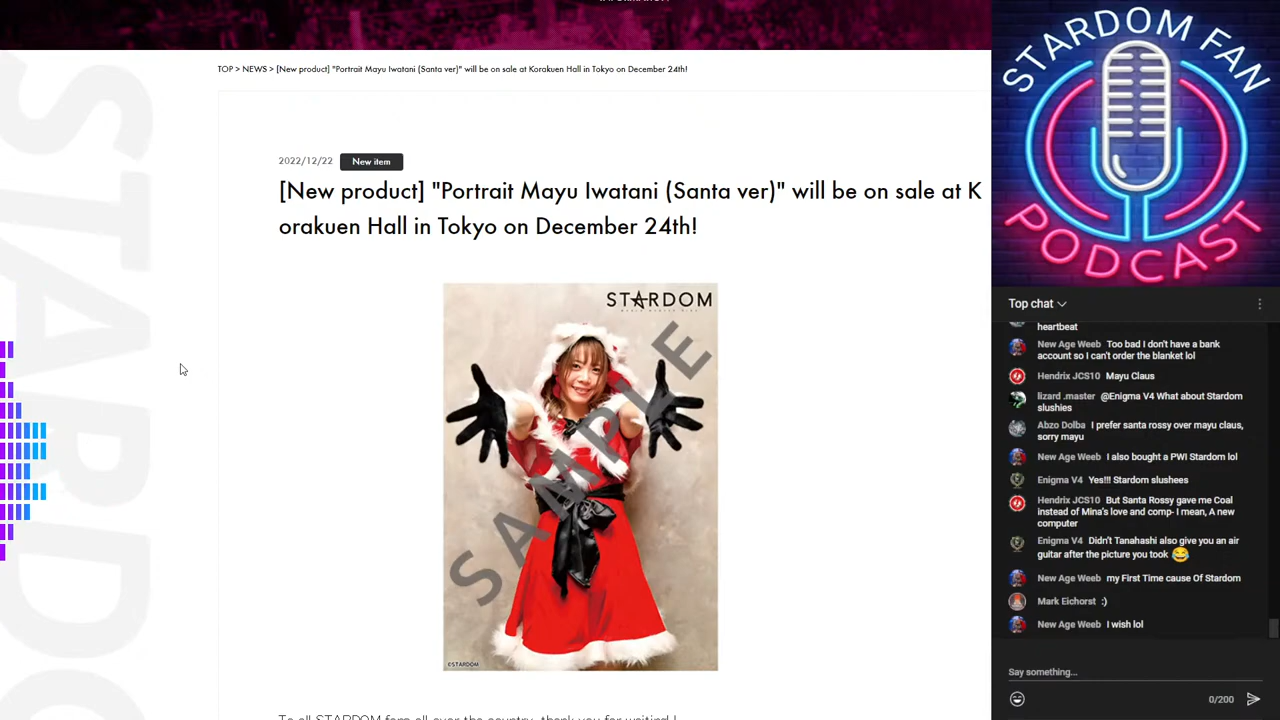 TOP > NEWS > [New product] "Portrait Mayu Iwatani (Santa ver)" will be on sale at Korakuen Hall in Tokyo on December 24th!
2022/12/22 New item
[New product] "Portrait Mayu Iwatani (Santa ver)" will be on sale at K
orakuen Hall in Tokyo on December 24th!
STARDOM
SAMPLE
©STARDOM
STARDOM
STARDOM FAN
PODCAST
Top chat
heartbeat
New Age Weeb Too bad I don't have a bank
account so I can't order the blanket lol
Hendrix JCS10 Mayu Claus
lizard .master @Enigma V4 What about Stardom
slushies
Abzo Dolba I prefer santa rossy over mayu claus,
sorry mayu
New Age Weeb I also bought a PWI Stardom lol
Enigma V4 Yes!!! Stardom slushees
Hendrix JCS10 But Santa Rossy gave me Coal
instead of Mina's love and comp- I mean, A new
computer
Enigma V4 Didn't Tanahashi also give you an air
guitar after the picture you took 😂
New Age Weeb my First Time cause Of Stardom
Mark Eichorst :)
New Age Weeb I wish lol
Say something...
0/200